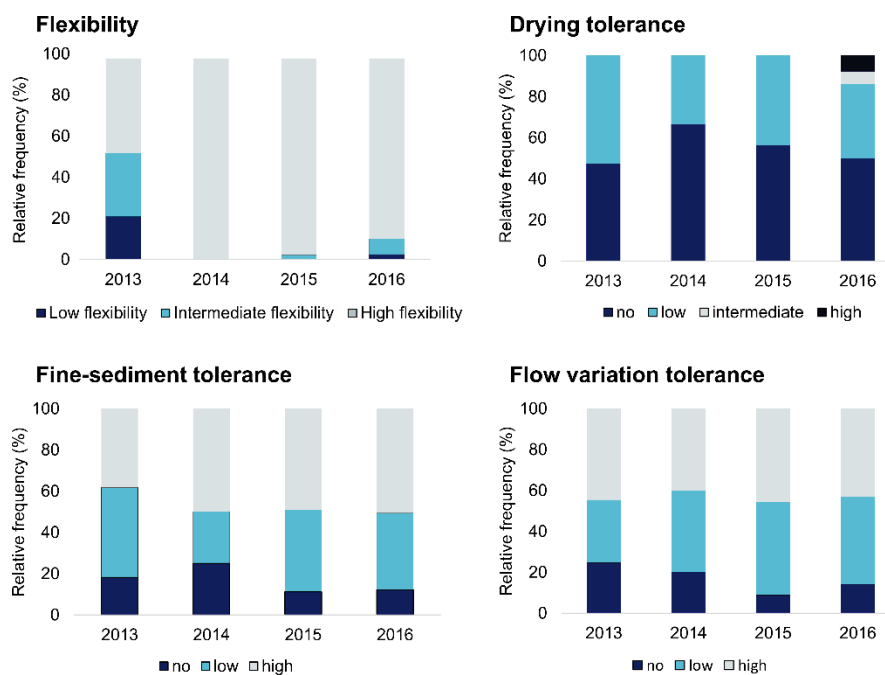 Flexibility
Relative frequency (%)
100
80
60
40
20
0
2013 2014 2015 2016
Low flexibility Intermediate flexibility High flexibility
Drying tolerance
Relative frequency (%)
100
80
60
40
20
0
2013 2014 2015 2016
no low intermediate high
Fine-sediment tolerance
Relative frequency (%)
100
80
60
40
20
0
2013 2014 2015 2016
no low high
Flow variation tolerance
Relative frequency (%)
100
80
60
40
20
0
2013 2014 2015 2016
no low high